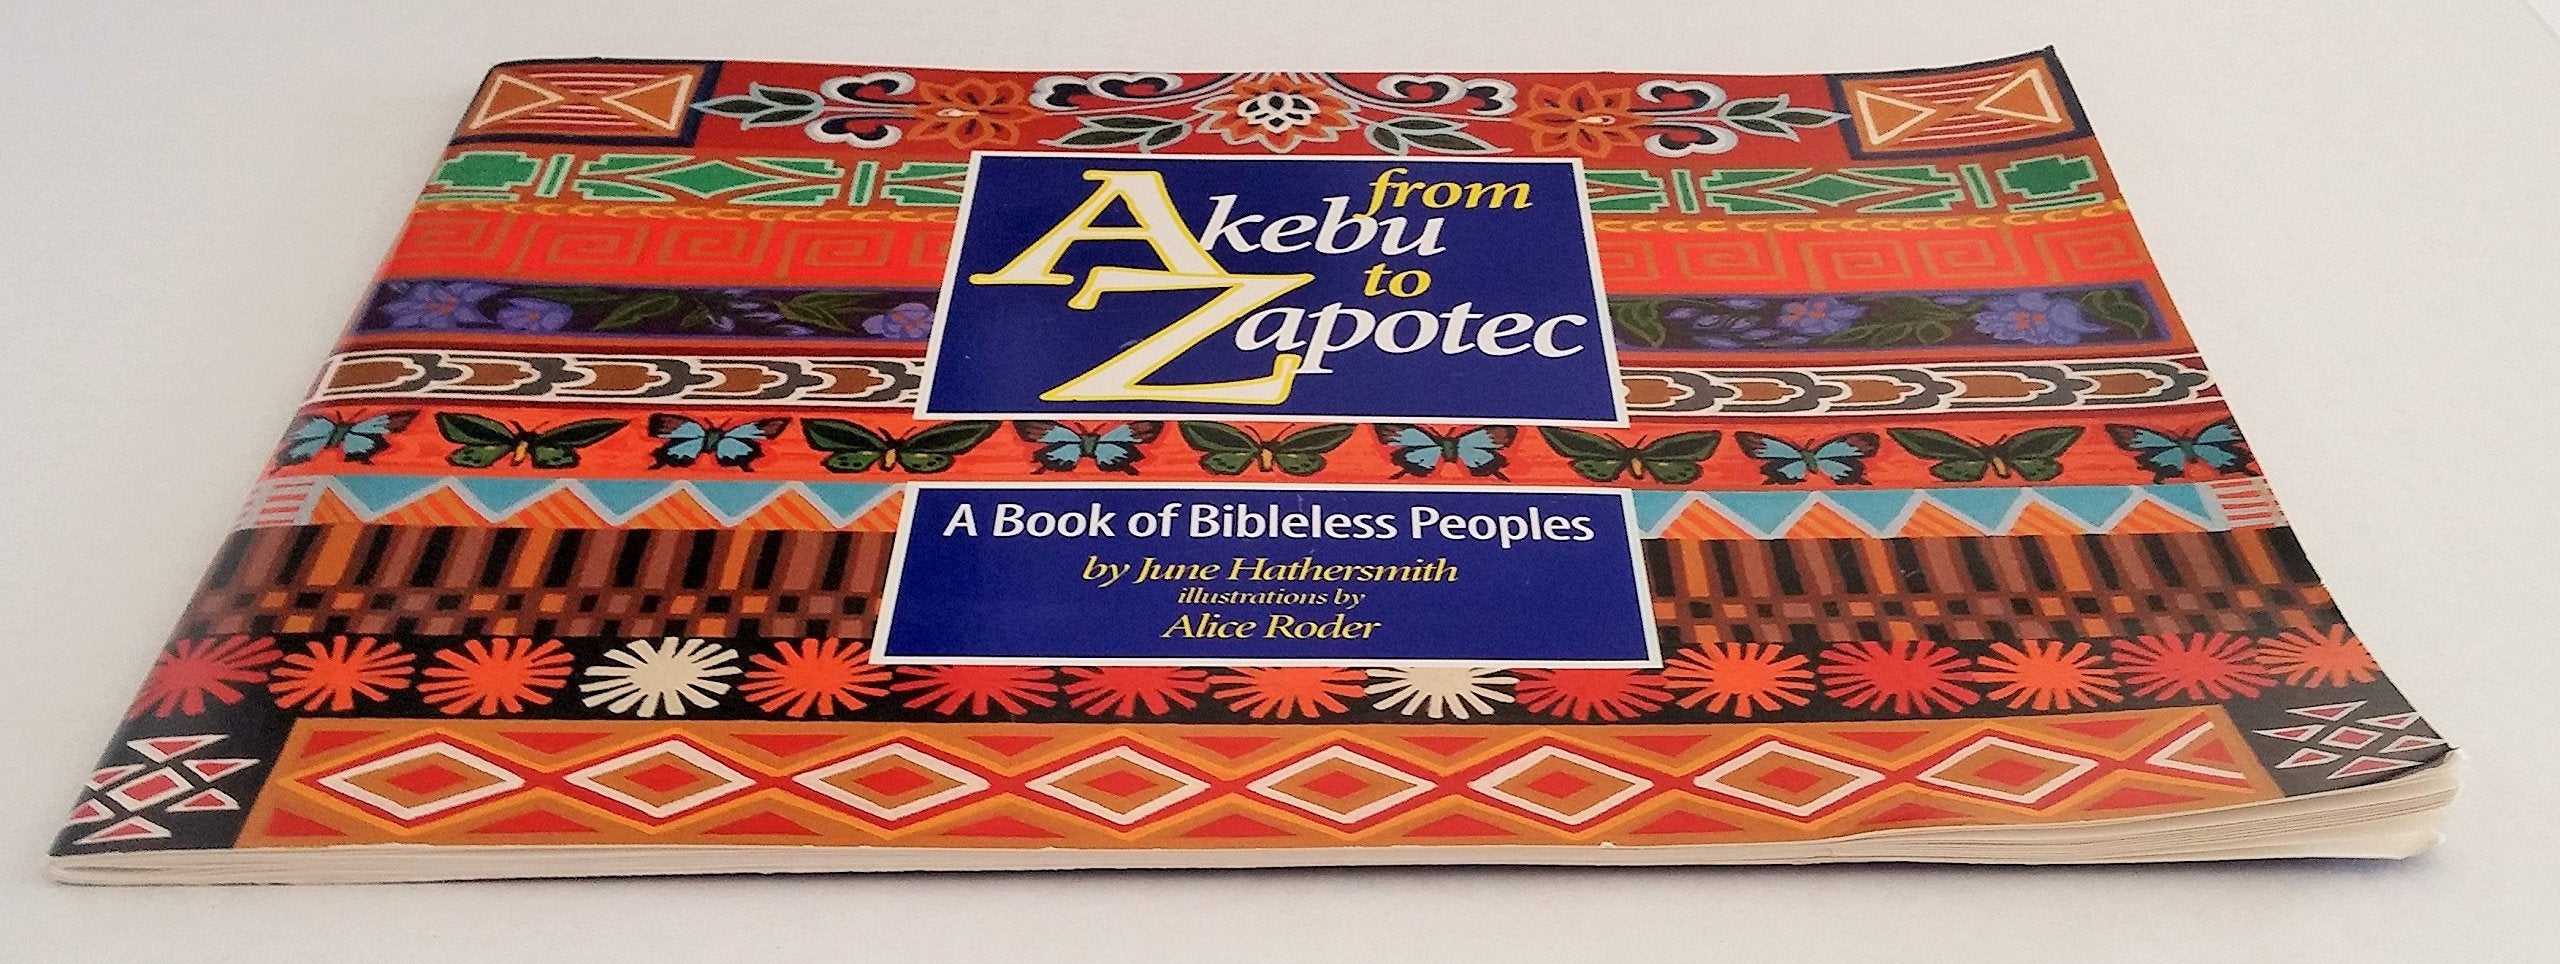 from
Akebu
to
Zapotec
A Book of Bibleless Peoples
by June Hathersmith
illustrations by
Alice Roder